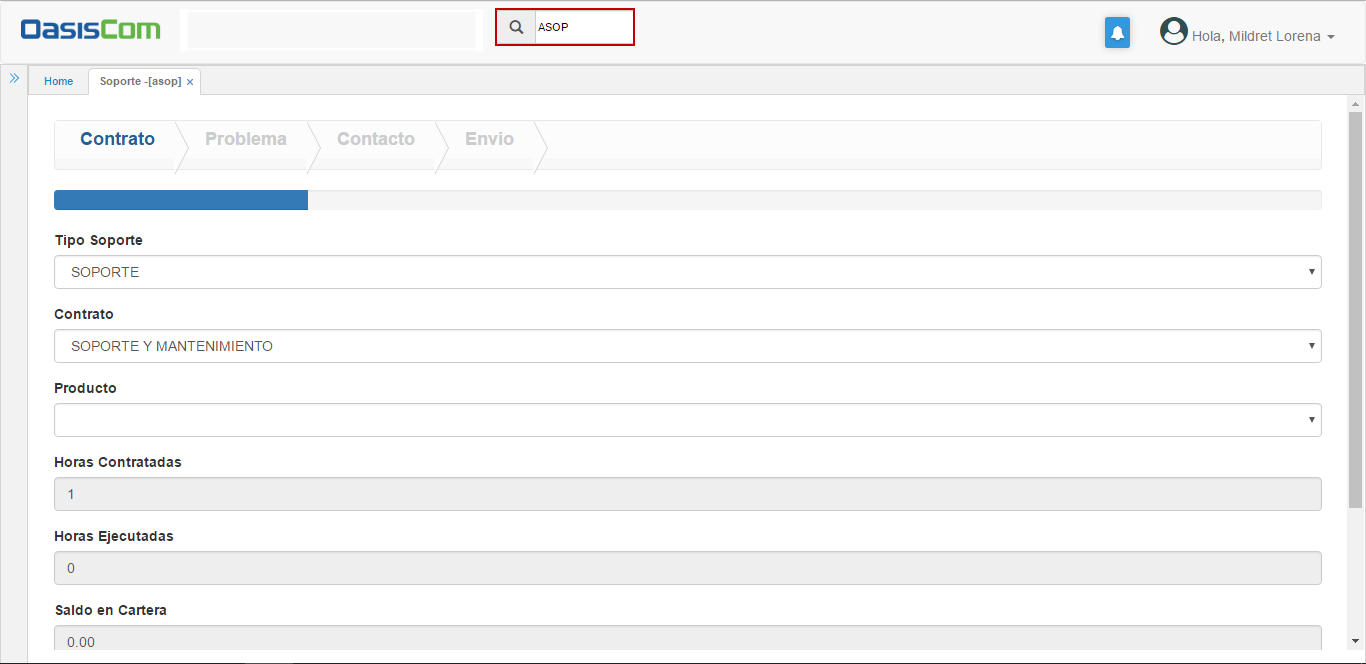 OasisCom
ASOP
Hola, Mildret Lorena
Home
Soporte -[asop] ×
Contrato
Problema
Contacto
Envio
Tipo Soporte
SOPORTE
Contrato
SOPORTE Y MANTENIMIENTO
Producto
Horas Contratadas
1
Horas Ejecutadas
0
Saldo en Cartera
0.00